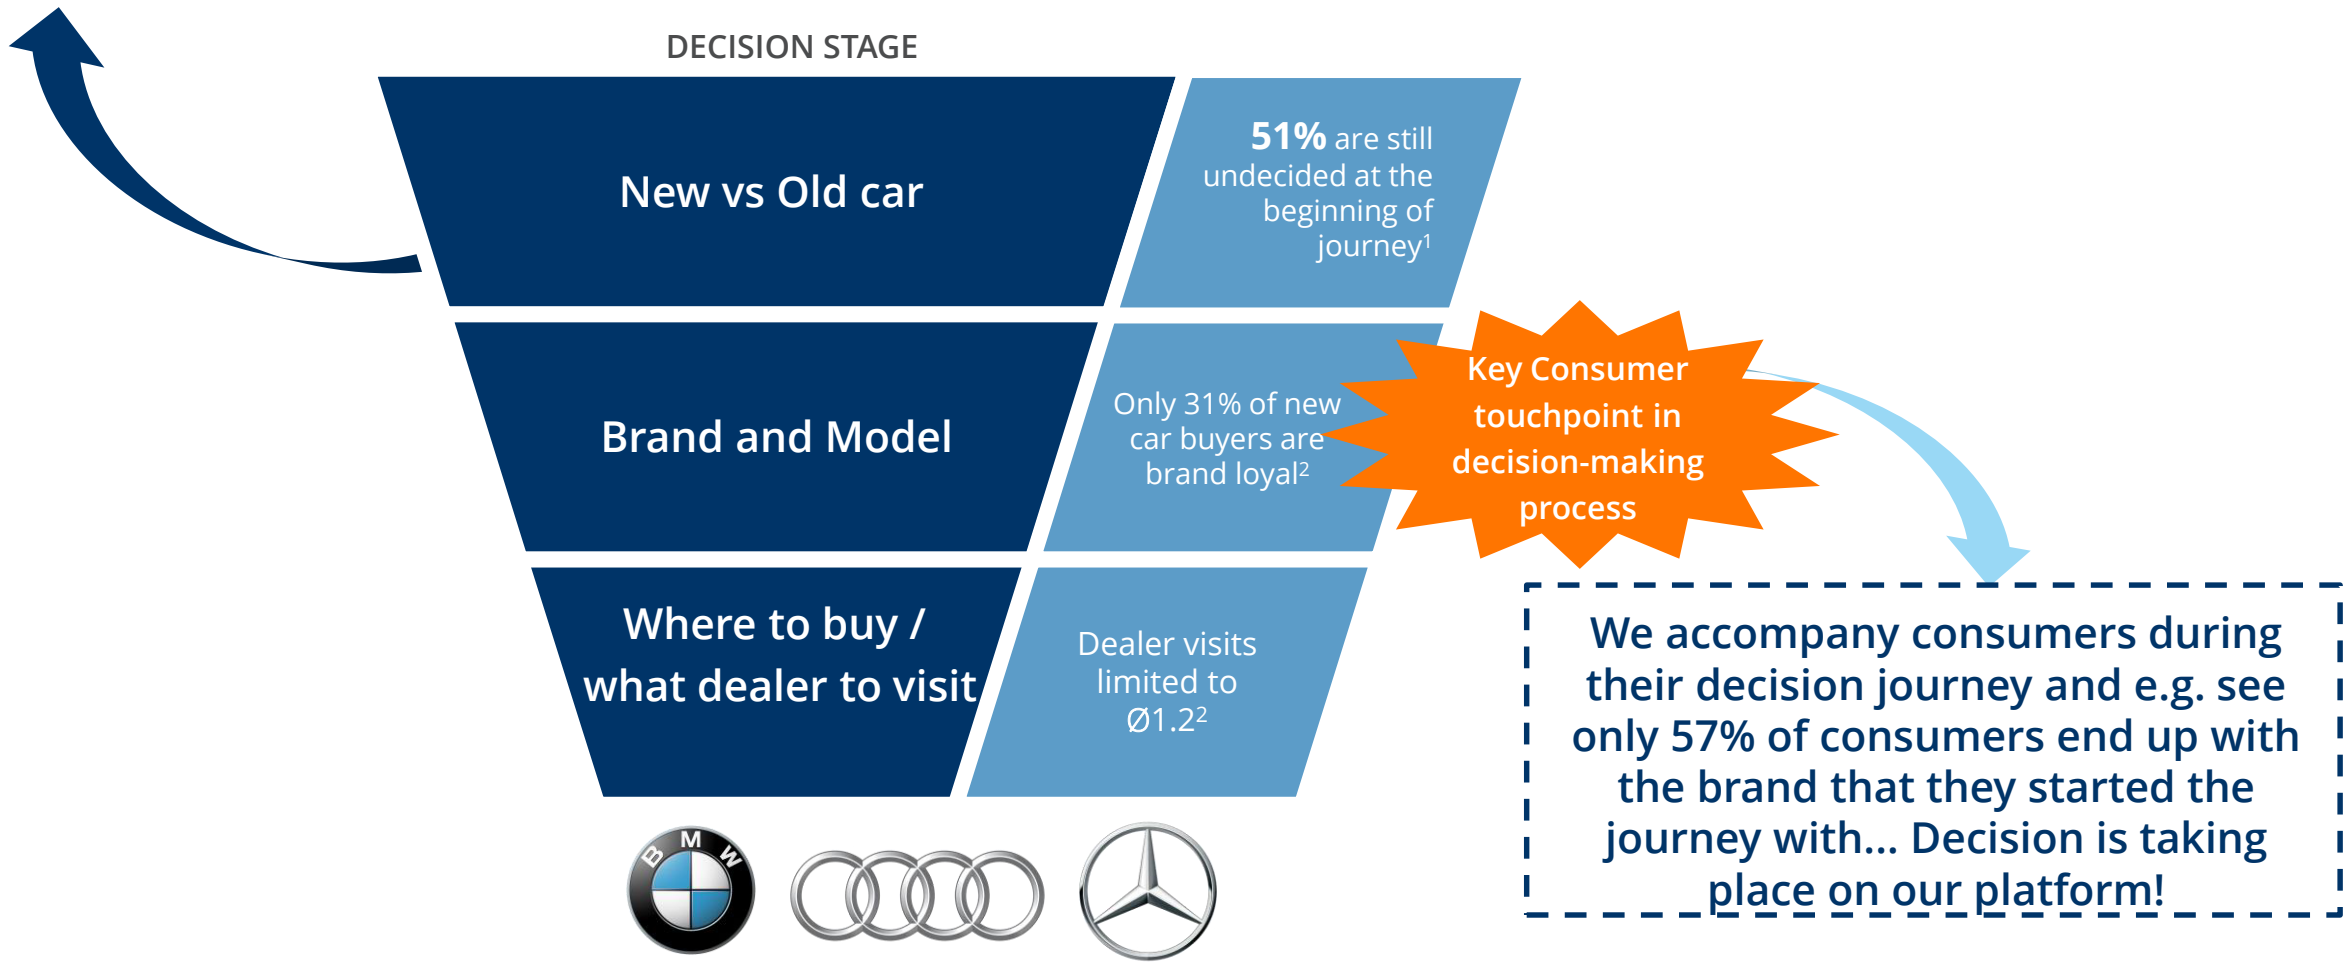 DECISION STAGE
New vs Old car
51% are still
undecided at the
beginning of
journey¹
Brand and Model
Only 31% of new
car buyers are
brand loyal²
Key Consumer
touchpoint in
decision-making
process
Where to buy /
what dealer to visit
Dealer visits
limited to
Ø1.2²
We accompany consumers during
their decision journey and e.g. see
only 57% of consumers end up with
the brand that they started the
journey with... Decision is taking
place on our platform!
BMW